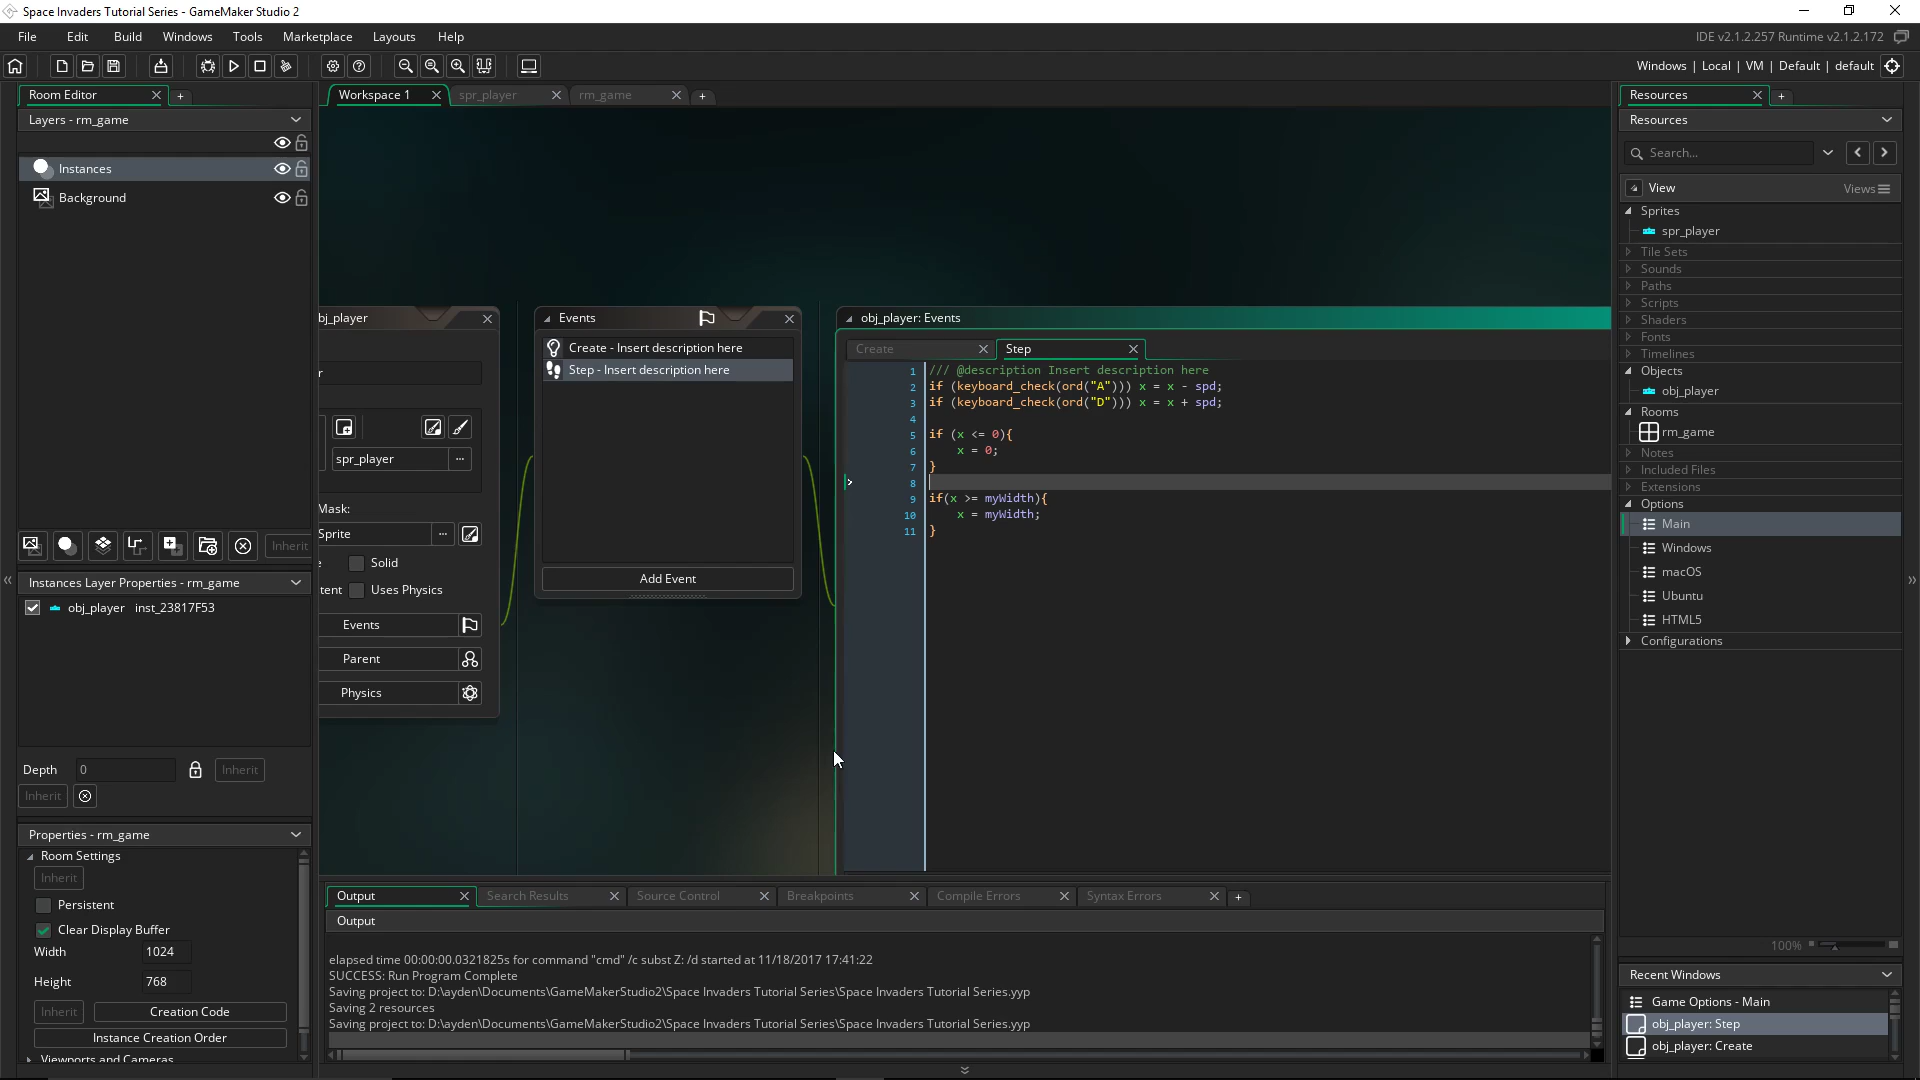 Space Invaders Tutorial Series - GameMaker Studio 2
File Edit Build Windows Tools Marketplace Layouts Help
IDE v2.1.2.257 Runtime v2.1.2.172
Windows | Local | VM | Default | default
Room Editor
Layers - rm_game
Instances
Background
Inherit
Instances Layer Properties - rm_game
obj_player inst_23817F53
Depth 0 Inherit
Inherit
Properties - rm_game
Room Settings
Inherit
Persistent
Clear Display Buffer
Width 1024
Height 768
Inherit Creation Code
Instance Creation Order
Viewports and Cameras
Workspace 1 spr_player rm_game
bj_player
r
spr_player
Mask:
Sprite
e Solid
tent Uses Physics
Events
Parent
Physics
Events
Create - Insert description here
Step - Insert description here
Add Event
obj_player: Events
Create Step
1 /// @description Insert description here
2 if (keyboard_check(ord("A"))) x = x - spd;
3 if (keyboard_check(ord("D"))) x = x + spd;
4
5 if (x <= 0){
6 x = 0;
7 }
8
9 if(x >= myWidth){
10 x = myWidth;
11 }
Output Search Results Source Control Breakpoints Compile Errors Syntax Errors
Output
elapsed time 00:00:00.0321825s for command "cmd" /c subst Z: /d started at 11/18/2017 17:41:22
SUCCESS: Run Program Complete
Saving project to: D:\ayden\Documents\GameMakerStudio2\Space Invaders Tutorial Series\Space Invaders Tutorial Series.yyp
Saving 2 resources
Saving project to: D:\ayden\Documents\GameMakerStudio2\Space Invaders Tutorial Series\Space Invaders Tutorial Series.yyp
Resources
Resources
Search...
View Views
Sprites
spr_player
Tile Sets
Sounds
Paths
Scripts
Shaders
Fonts
Timelines
Objects
obj_player
Rooms
rm_game
Notes
Included Files
Extensions
Options
Main
Windows
macOS
Ubuntu
HTML5
Configurations
100%
Recent Windows
Game Options - Main
obj_player: Step
obj_player: Create